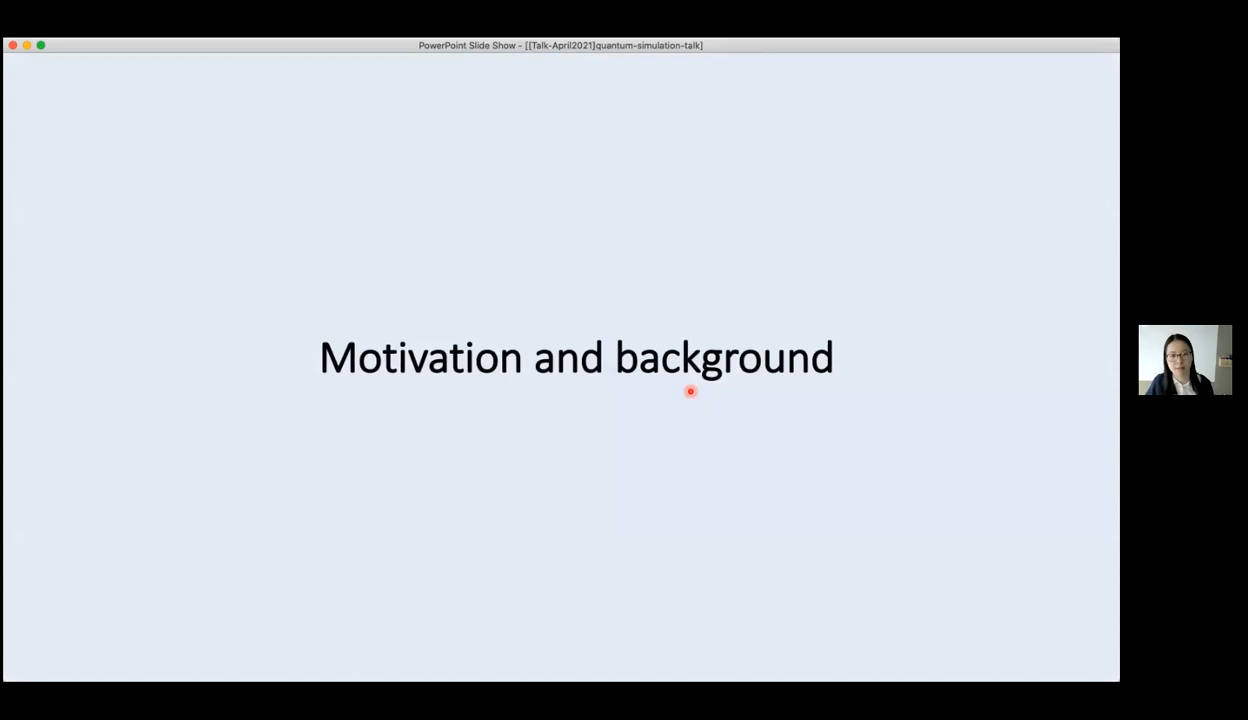 PowerPoint Slide Show - [[Talk-April2021]quantum-simulation-talk]
Motivation and background